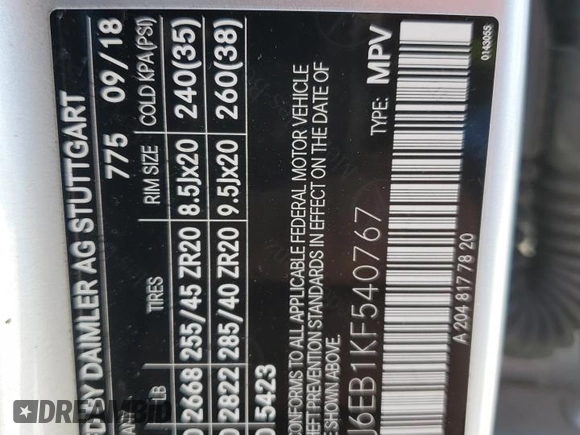 BY DAIMLER AG STUTTGART
775 09/18
TIRES RIM SIZE COLD KPA(PSI)
LB
2668 255/45 ZR20 8.5jx20 240(35)
2822 285/40 ZR20 9.5jx20 260(38)
5423
CONFORMS TO ALL APPLICABLE FEDERAL MOTOR VEHICLE
THEFT PREVENTION STANDARDS IN EFFECT ON THE DATE OF
SHOWN ABOVE.
6EB1KF540767 TYPE: MPV
A 204 817 78 20
0143055
DREAMBID